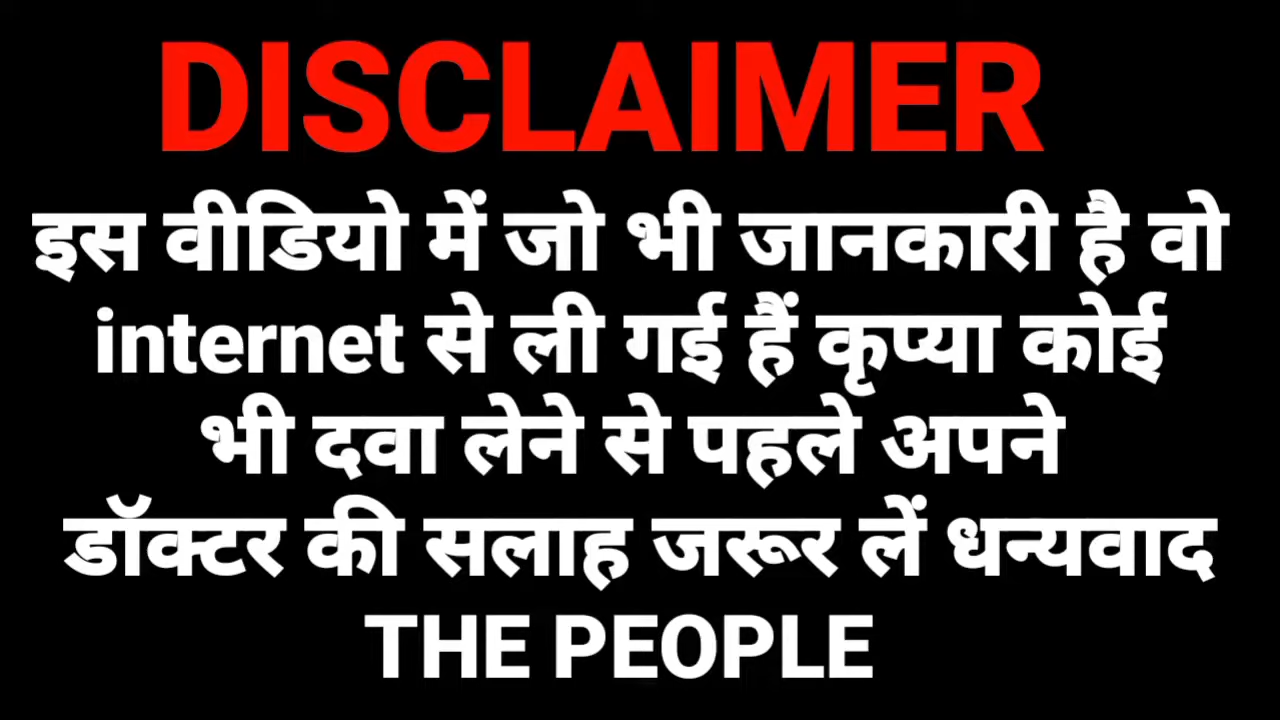 DISCLAIMER
इस वीडियो में जो भी जानकारी है वो
internet से ली गई हैं कृप्या कोई
भी दवा लेने से पहले अपने
डॉक्टर की सलाह जरूर लें धन्यवाद
THE PEOPLE